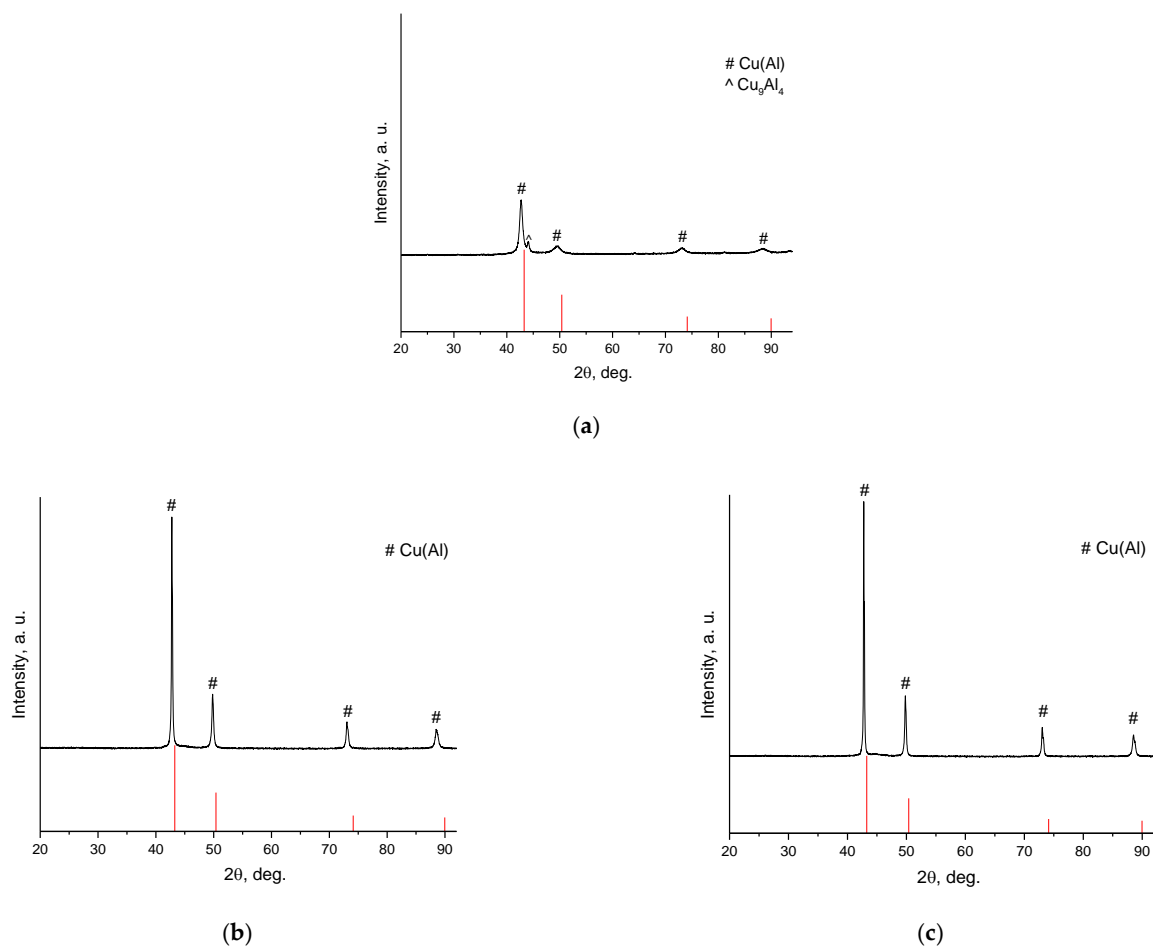 # Cu(Al)
^ Cu₉Al₄
Intensity, a. u.
#
^
#
#
#
20 30 40 50 60 70 80 90
2θ, deg.
(a)
#
# Cu(Al)
Intensity, a. u.
#
#
#
20 30 40 50 60 70 80 90
2θ, deg.
(b)
#
# Cu(Al)
Intensity, a. u.
#
#
#
20 30 40 50 60 70 80 90
2θ, deg.
(c)